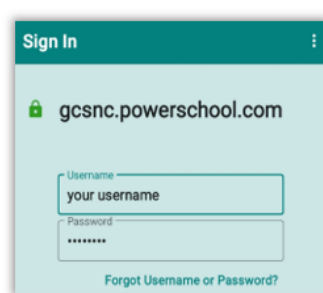 Sign In
gcsnc.powerschool.com
Username
your username
Password
••••••••
Forgot Username or Password?